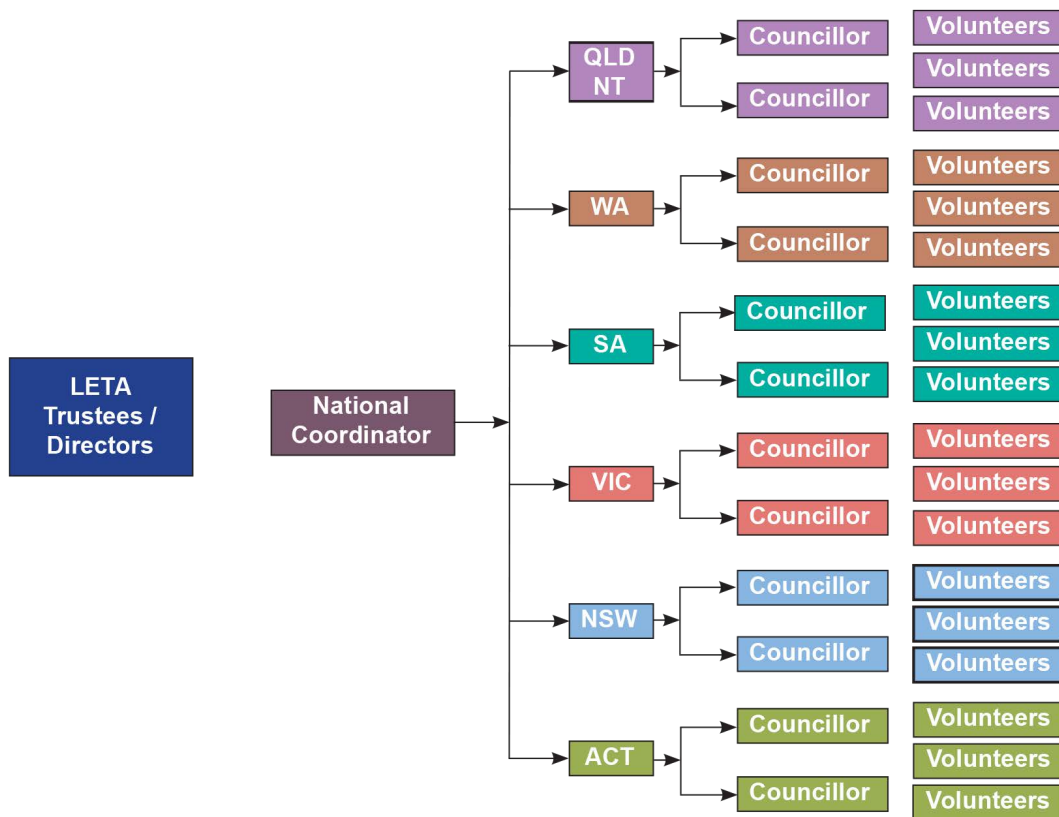 LETA
Trustees /
Directors
National
Coordinator
QLD
NT
Councillor
Councillor
Volunteers
Volunteers
Volunteers
WA
Councillor
Councillor
Volunteers
Volunteers
Volunteers
SA
Councillor
Councillor
Volunteers
Volunteers
Volunteers
VIC
Councillor
Councillor
Volunteers
Volunteers
Volunteers
NSW
Councillor
Councillor
Volunteers
Volunteers
Volunteers
ACT
Councillor
Councillor
Volunteers
Volunteers
Volunteers